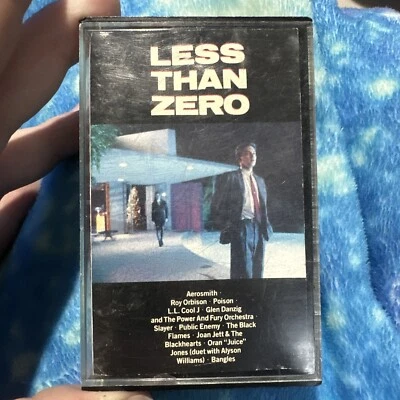 LESS
THAN
ZERO
Aerosmith ·
Roy Orbison · Poison ·
L.L. Cool J · Glen Danzig
and The Power And Fury Orchestra ·
Slayer · Public Enemy · The Black
Flames · Joan Jett & The
Blackhearts · Oran "Juice"
Jones (duet with Alyson
Williams) · Bangles